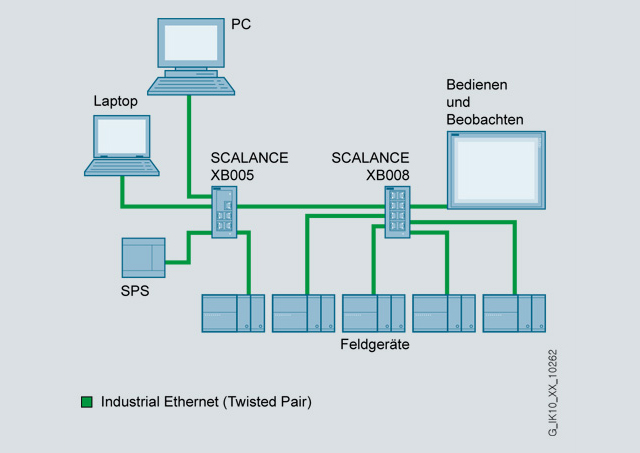 PC
Laptop
Bedienen
und
Beobachten
SCALANCE
XB005
SCALANCE
XB008
SPS
Feldgeräte
Industrial Ethernet (Twisted Pair)
G_IK10_XX_10262